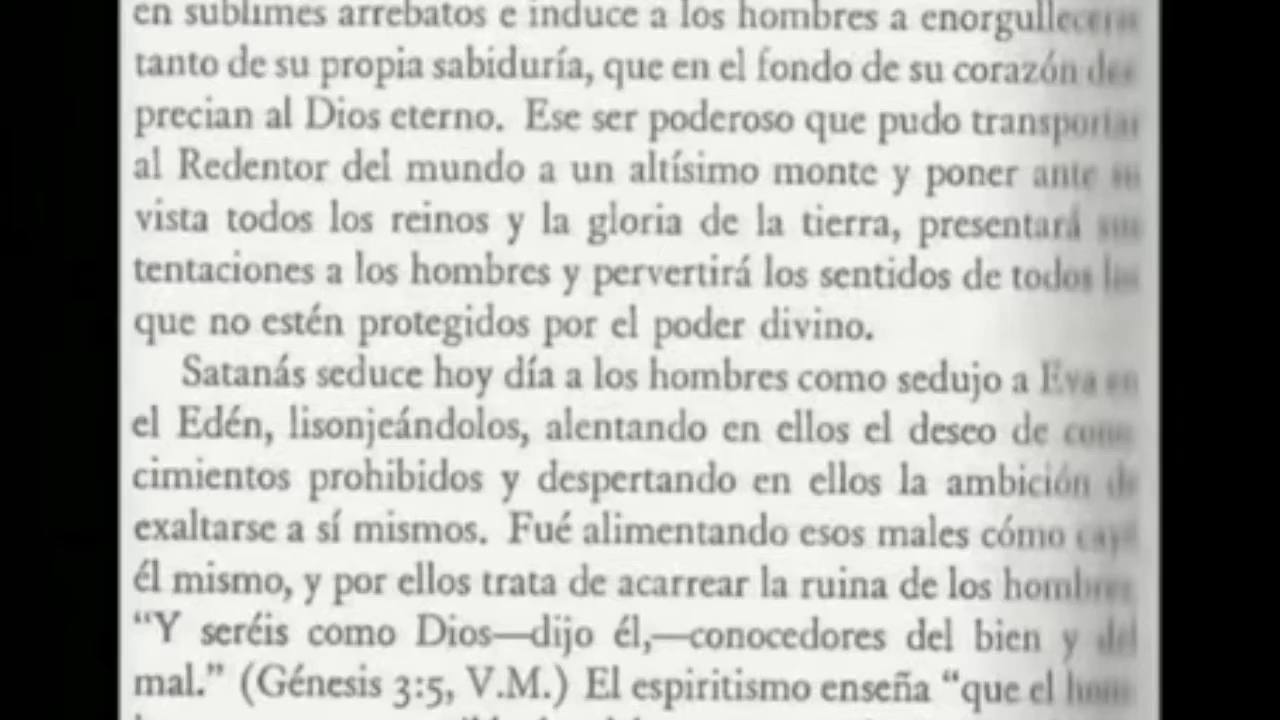 en sublimes arrebatos e induce a los hombres a enorgullecerse
tanto de su propia sabiduría, que en el fondo de su corazón des
precian al Dios eterno. Ese ser poderoso que pudo transportar
al Redentor del mundo a un altísimo monte y poner ante su
vista todos los reinos y la gloria de la tierra, presentará sus
tentaciones a los hombres y pervertirá los sentidos de todos los
que no estén protegidos por el poder divino.
Satanás seduce hoy día a los hombres como sedujo a Eva en
el Edén, lisonjeándolos, alentando en ellos el deseo de cono
cimientos prohibidos y despertando en ellos la ambición de
exaltarse a sí mismos. Fué alimentando esos males cómo cayó
él mismo, y por ellos trata de acarrear la ruina de los hombres
“Y seréis como Dios—dijo él,—conocedores del bien y del
mal.” (Génesis 3:5, V.M.) El espiritismo enseña “que el hom